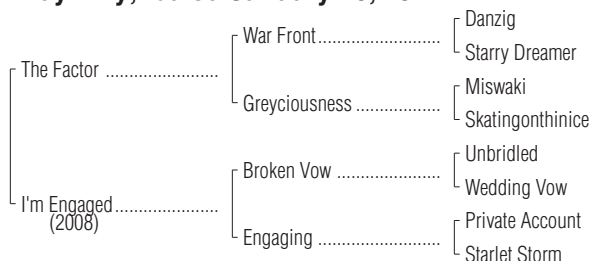 Danzig
War Front........................
Starry Dreamer
The Factor ......................
Miswaki
Greyciousness .................
Skatingonthinice
Unbridled
Broken Vow .....................
Wedding Vow
I'm Engaged....................
(2008)
Private Account
Engaging ........................
Starlet Storm